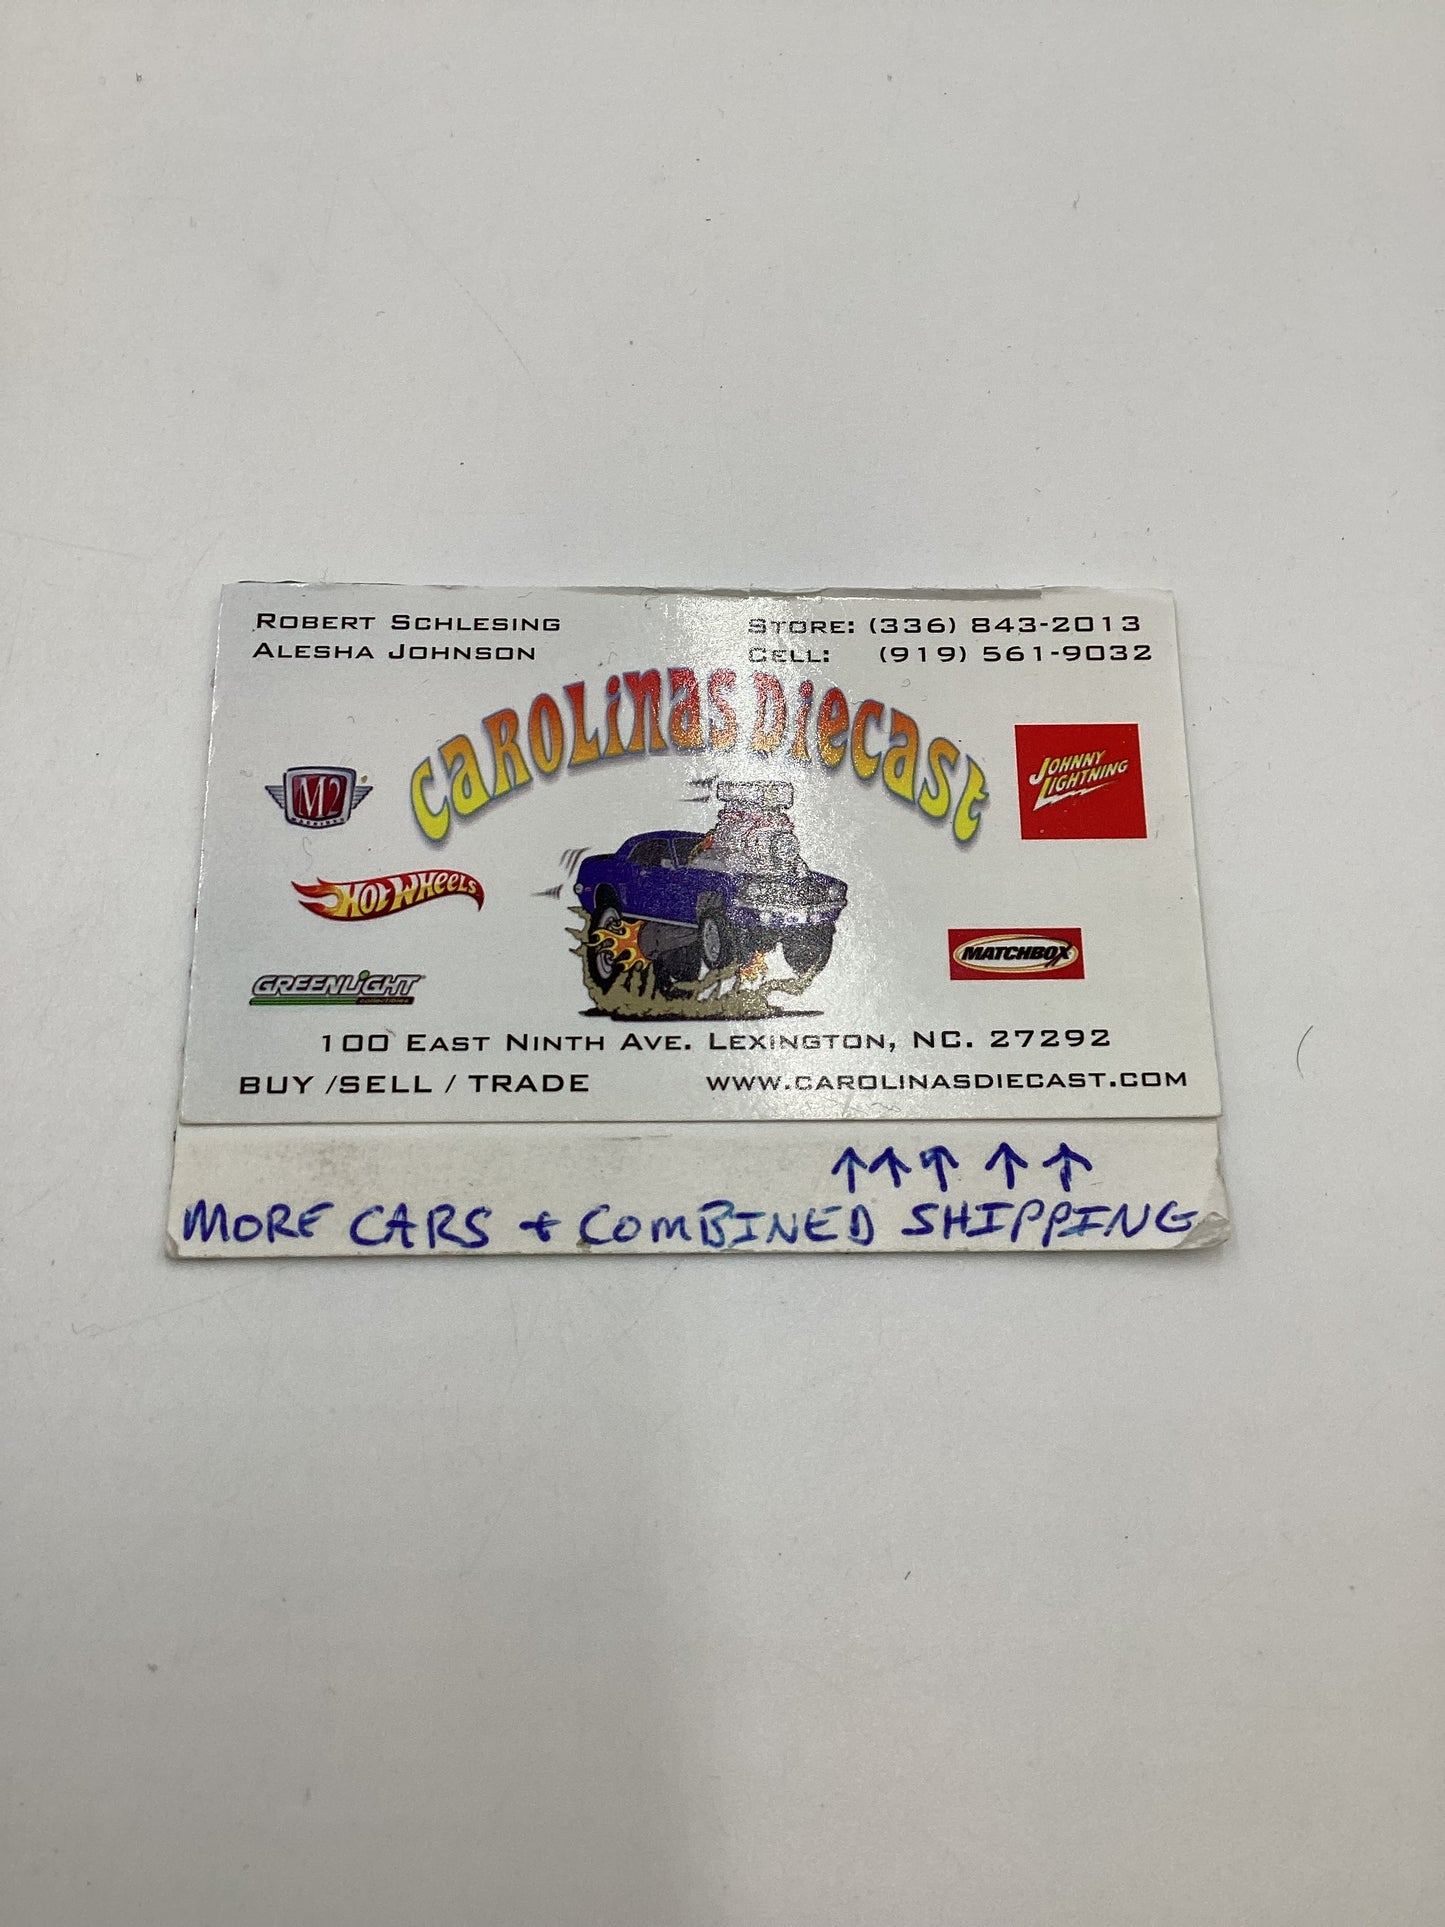 ROBERT SCHLESING
ALESHA JOHNSON
STORE: (336) 843-2013
CELL: (919) 561-9032
CAROLINAS DIECAST
M2
MACHINES
JOHNNY LIGHTNING
HOT WHEELS
MATCHBOX
GREENLIGHT
collectibles
100 EAST NINTH AVE. LEXINGTON, NC. 27292
BUY /SELL / TRADE
WWW.CAROLINASDIECAST.COM
↑↑↑↑↑
MORE CARS + COMBINED SHIPPING